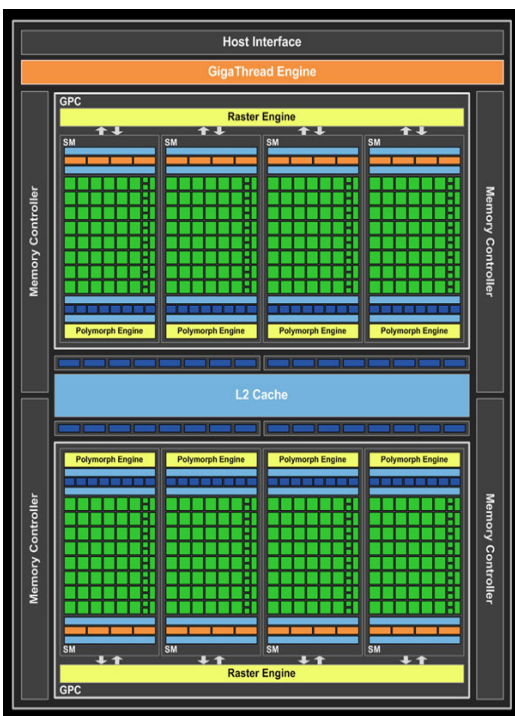 Host Interface
GigaThread Engine
GPC
Raster Engine
SM SM SM SM
Memory Controller
Memory Controller
Polymorph Engine Polymorph Engine Polymorph Engine Polymorph Engine
L2 Cache
Polymorph Engine Polymorph Engine Polymorph Engine Polymorph Engine
Memory Controller
Memory Controller
SM SM SM SM
Raster Engine
GPC